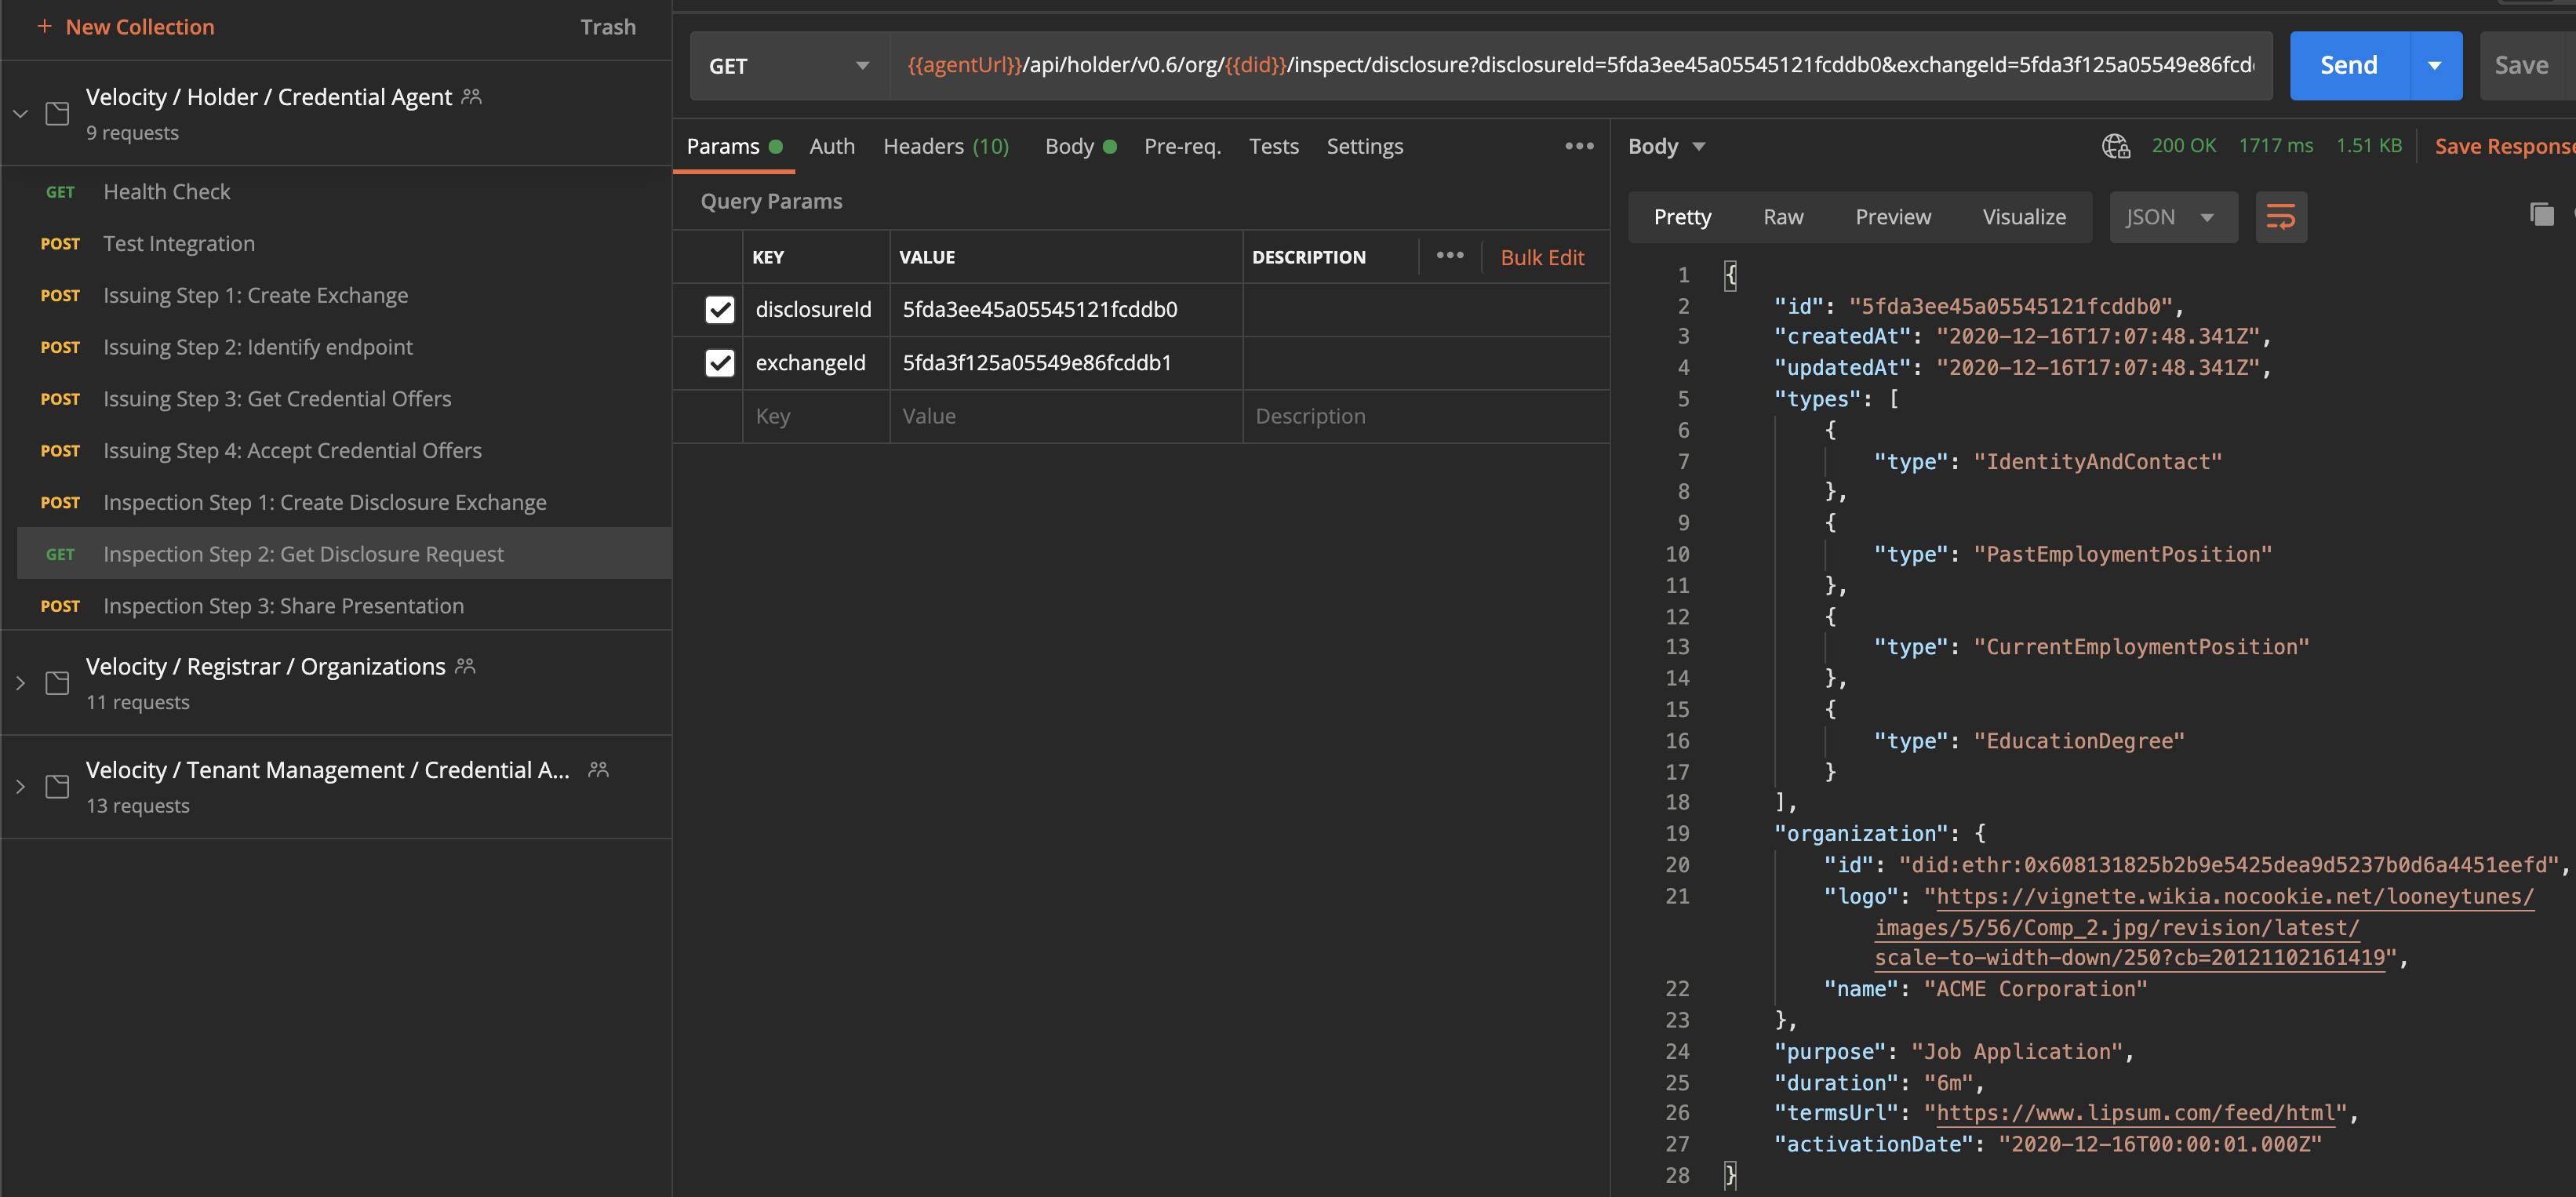 + New Collection
Trash
Velocity / Holder / Credential Agent
9 requests
GET Health Check
POST Test Integration
POST Issuing Step 1: Create Exchange
POST Issuing Step 2: Identify endpoint
POST Issuing Step 3: Get Credential Offers
POST Issuing Step 4: Accept Credential Offers
POST Inspection Step 1: Create Disclosure Exchange
GET Inspection Step 2: Get Disclosure Request
POST Inspection Step 3: Share Presentation
Velocity / Registrar / Organizations
11 requests
Velocity / Tenant Management / Credential A...
13 requests
GET
{{agentUrl}}/api/holder/v0.6/org/{{did}}/inspect/disclosure?disclosureId=5fda3ee45a05545121fcddb0&exchangeId=5fda3f125a05549e86fcd
Send
Save
Params Auth Headers (10) Body Pre-req. Tests Settings
Query Params
KEY VALUE DESCRIPTION Bulk Edit
disclosureId 5fda3ee45a05545121fcddb0
exchangeId 5fda3f125a05549e86fcddb1
Key Value Description
Body 200 OK 1717 ms 1.51 KB Save Response
Pretty Raw Preview Visualize JSON
1 {
2 "id": "5fda3ee45a05545121fcddb0",
3 "createdAt": "2020-12-16T17:07:48.341Z",
4 "updatedAt": "2020-12-16T17:07:48.341Z",
5 "types": [
6 {
7 "type": "IdentityAndContact"
8 },
9 {
10 "type": "PastEmploymentPosition"
11 },
12 {
13 "type": "CurrentEmploymentPosition"
14 },
15 {
16 "type": "EducationDegree"
17 }
18 ],
19 "organization": {
20 "id": "did:ethr:0x608131825b2b9e5425dea9d5237b0d6a4451eefd",
21 "logo": "https://vignette.wikia.nocookie.net/looneytunes/
images/5/56/Comp_2.jpg/revision/latest/
scale-to-width-down/250?cb=20121102161419",
22 "name": "ACME Corporation"
23 },
24 "purpose": "Job Application",
25 "duration": "6m",
26 "termsUrl": "https://www.lipsum.com/feed/html",
27 "activationDate": "2020-12-16T00:00:01.000Z"
28 }